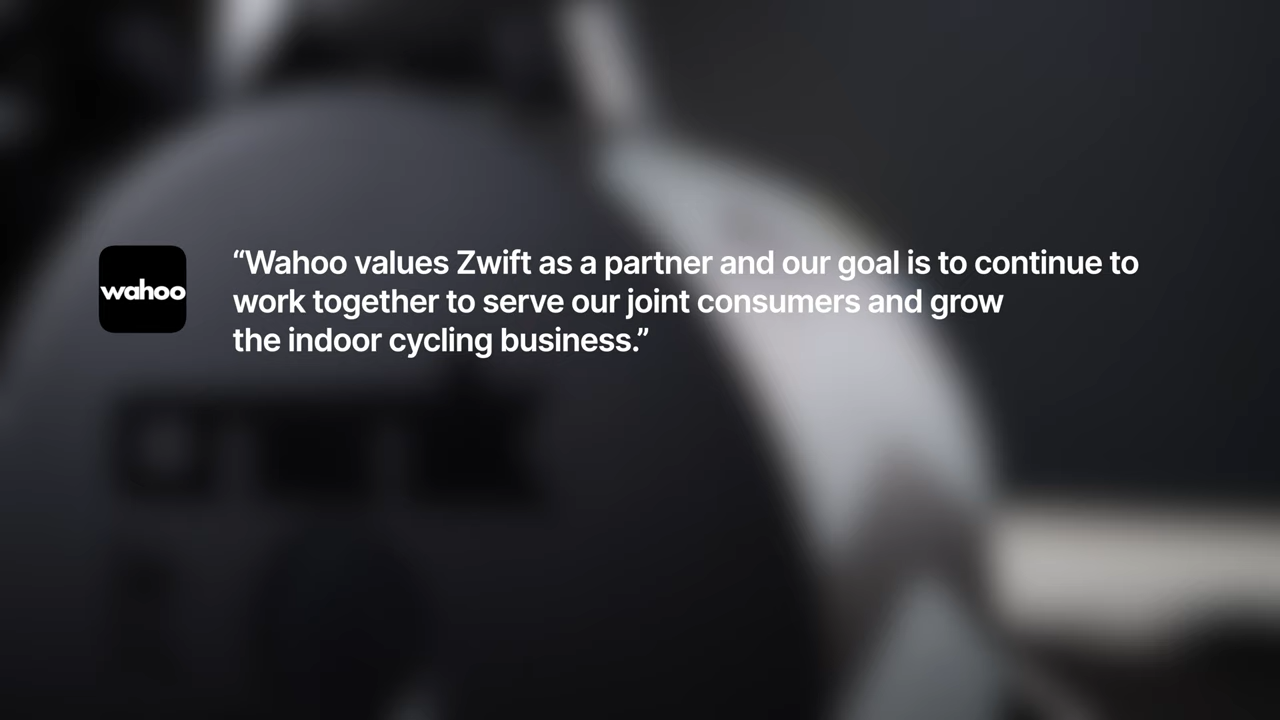 wahoo
“Wahoo values Zwift as a partner and our goal is to continue to
work together to serve our joint consumers and grow
the indoor cycling business.”